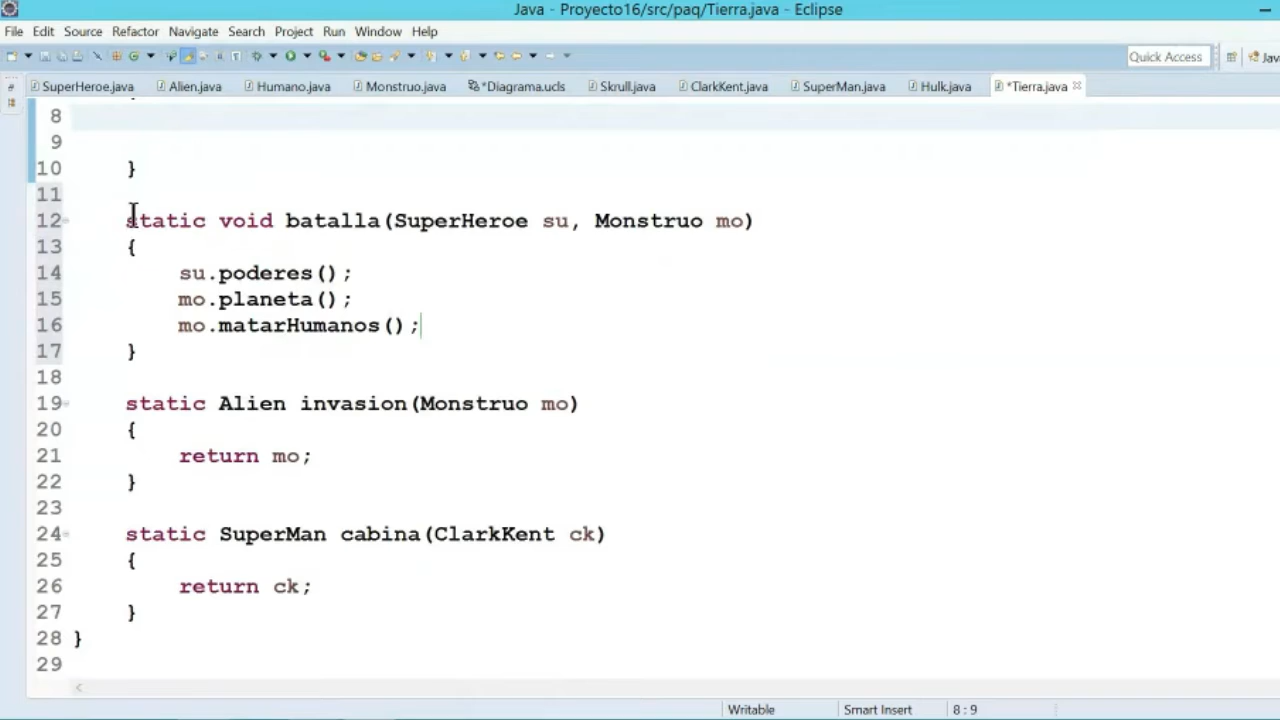 Java - Proyecto16/src/paq/Tierra.java - Eclipse
File Edit Source Refactor Navigate Search Project Run Window Help
Quick Access
SuperHeroe.java Alien.java Humano.java Monstruo.java *Diagrama.ucls Skrull.java ClarkKent.java SuperMan.java Hulk.java *Tierra.java
8
9
10 }
11
12 static void batalla(SuperHeroe su, Monstruo mo)
13 {
14 su.poderes();
15 mo.planeta();
16 mo.matarHumanos();
17 }
18
19 static Alien invasion(Monstruo mo)
20 {
21 return mo;
22 }
23
24 static SuperMan cabina(ClarkKent ck)
25 {
26 return ck;
27 }
28 }
29
Writable Smart Insert 8 : 9